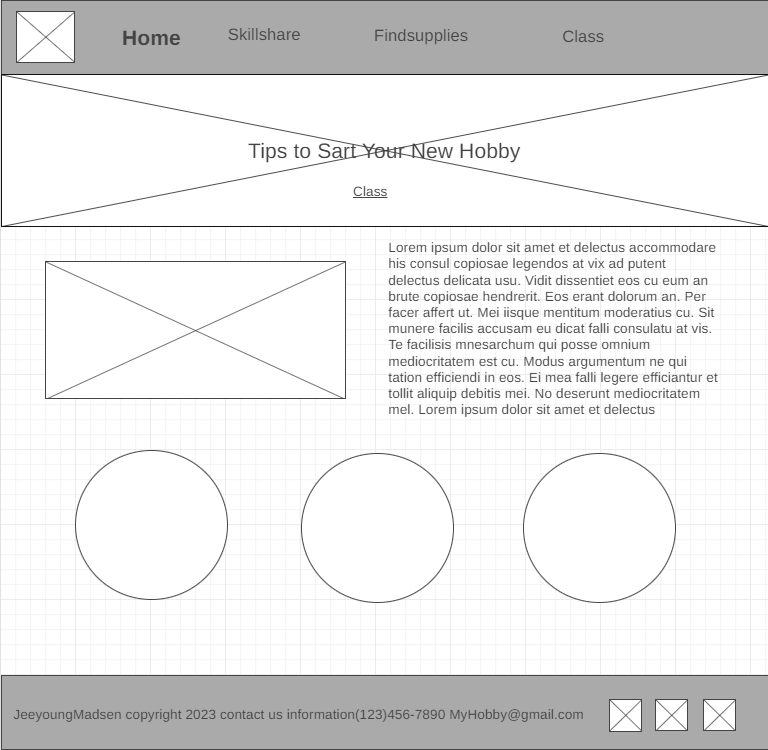 Home Skillshare Findsupplies Class
Tips to Sart Your New Hobby
Class
Lorem ipsum dolor sit amet et delectus accommodare
his consul copiosae legendos at vix ad putent
delectus delicata usu. Vidit dissentiet eos cu eum an
brute copiosae hendrerit. Eos erant dolorum an. Per
facer affert ut. Mei iisque mentitum moderatius cu. Sit
munere facilis accusam eu dicat falli consulatu at vis.
Te facilisis mnesarchum qui posse omnium
mediocritatem est cu. Modus argumentum ne qui
tation efficiendi in eos. Ei mea falli legere efficiantur et
tollit aliquip debitis mei. No deserunt mediocritatem
mel. Lorem ipsum dolor sit amet et delectus
JeeyoungMadsen copyright 2023 contact us information(123)456-7890 MyHobby@gmail.com